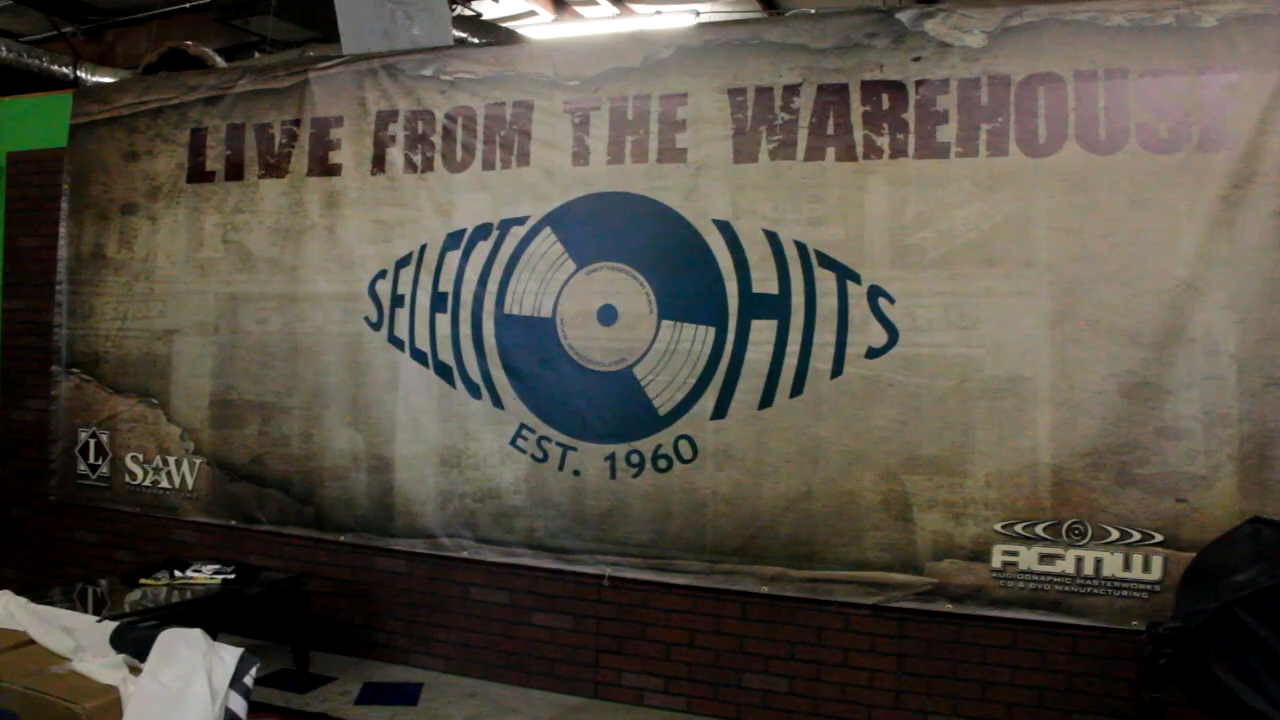 LIVE FROM THE WAREHOUSE
SELECT HITS
EST. 1960
L
SAW
AGMW
AUDIOGRAPHIC MASTERWORKS
CD & DVD MANUFACTURING